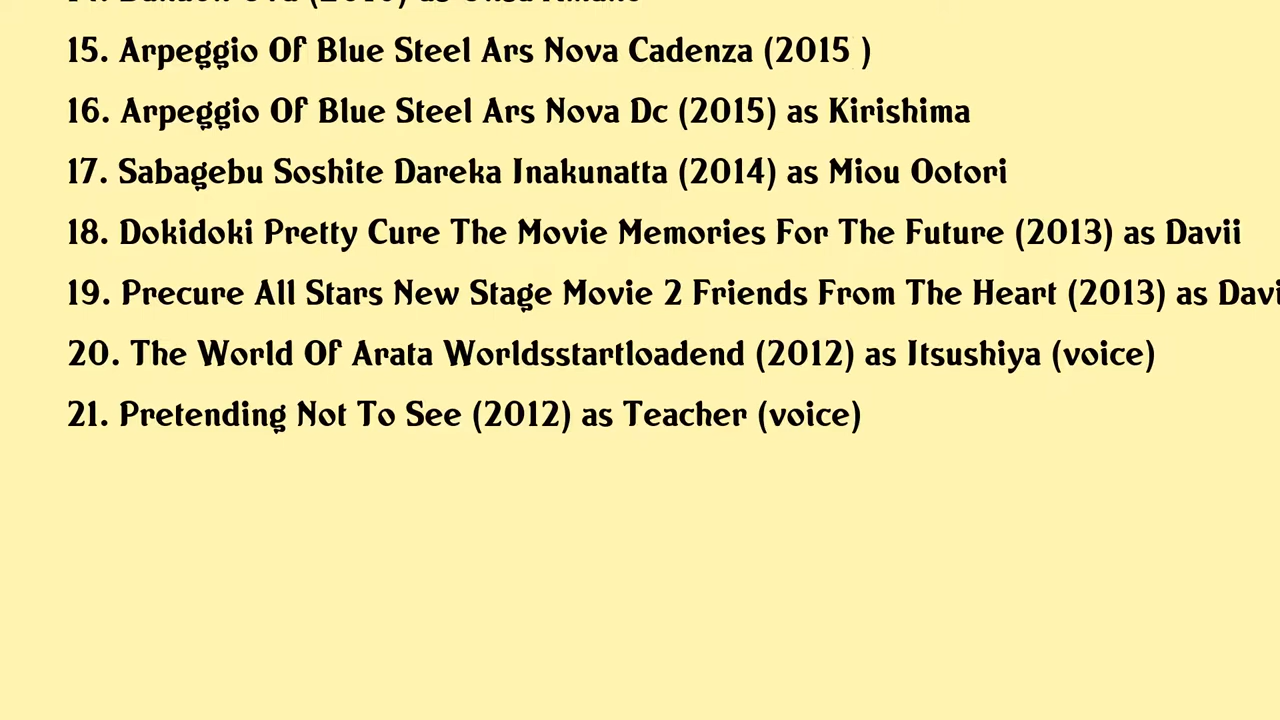 15. Arpeggio Of Blue Steel Ars Nova Cadenza (2015 )
16. Arpeggio Of Blue Steel Ars Nova Dc (2015) as Kirishima
17. Sabagebu Soshite Dareka Inakunatta (2014) as Miou Ootori
18. Dokidoki Pretty Cure The Movie Memories For The Future (2013) as Davii
19. Precure All Stars New Stage Movie 2 Friends From The Heart (2013) as Davi
20. The World Of Arata Worldsstartloadend (2012) as Itsushiya (voice)
21. Pretending Not To See (2012) as Teacher (voice)